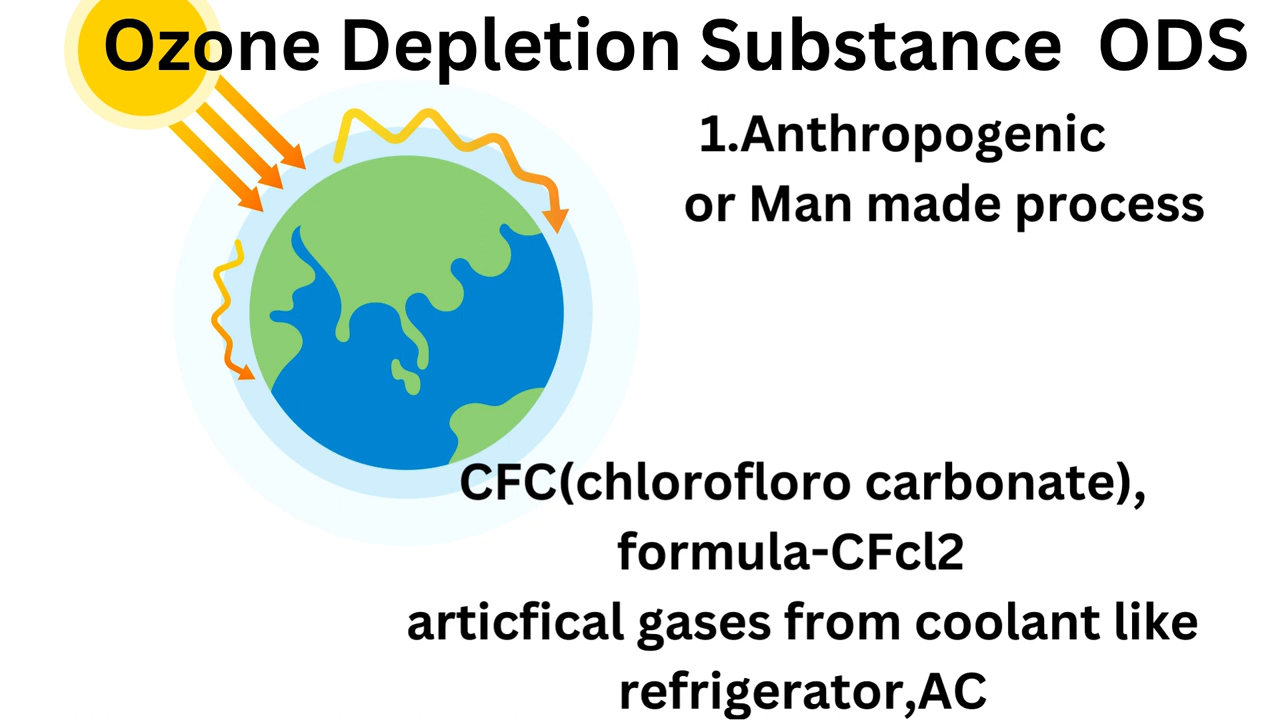 Ozone Depletion Substance ODS
1.Anthropogenic
or Man made process
CFC(chlorofloro carbonate),
formula-CFcl2
articfical gases from coolant like
refrigerator,AC